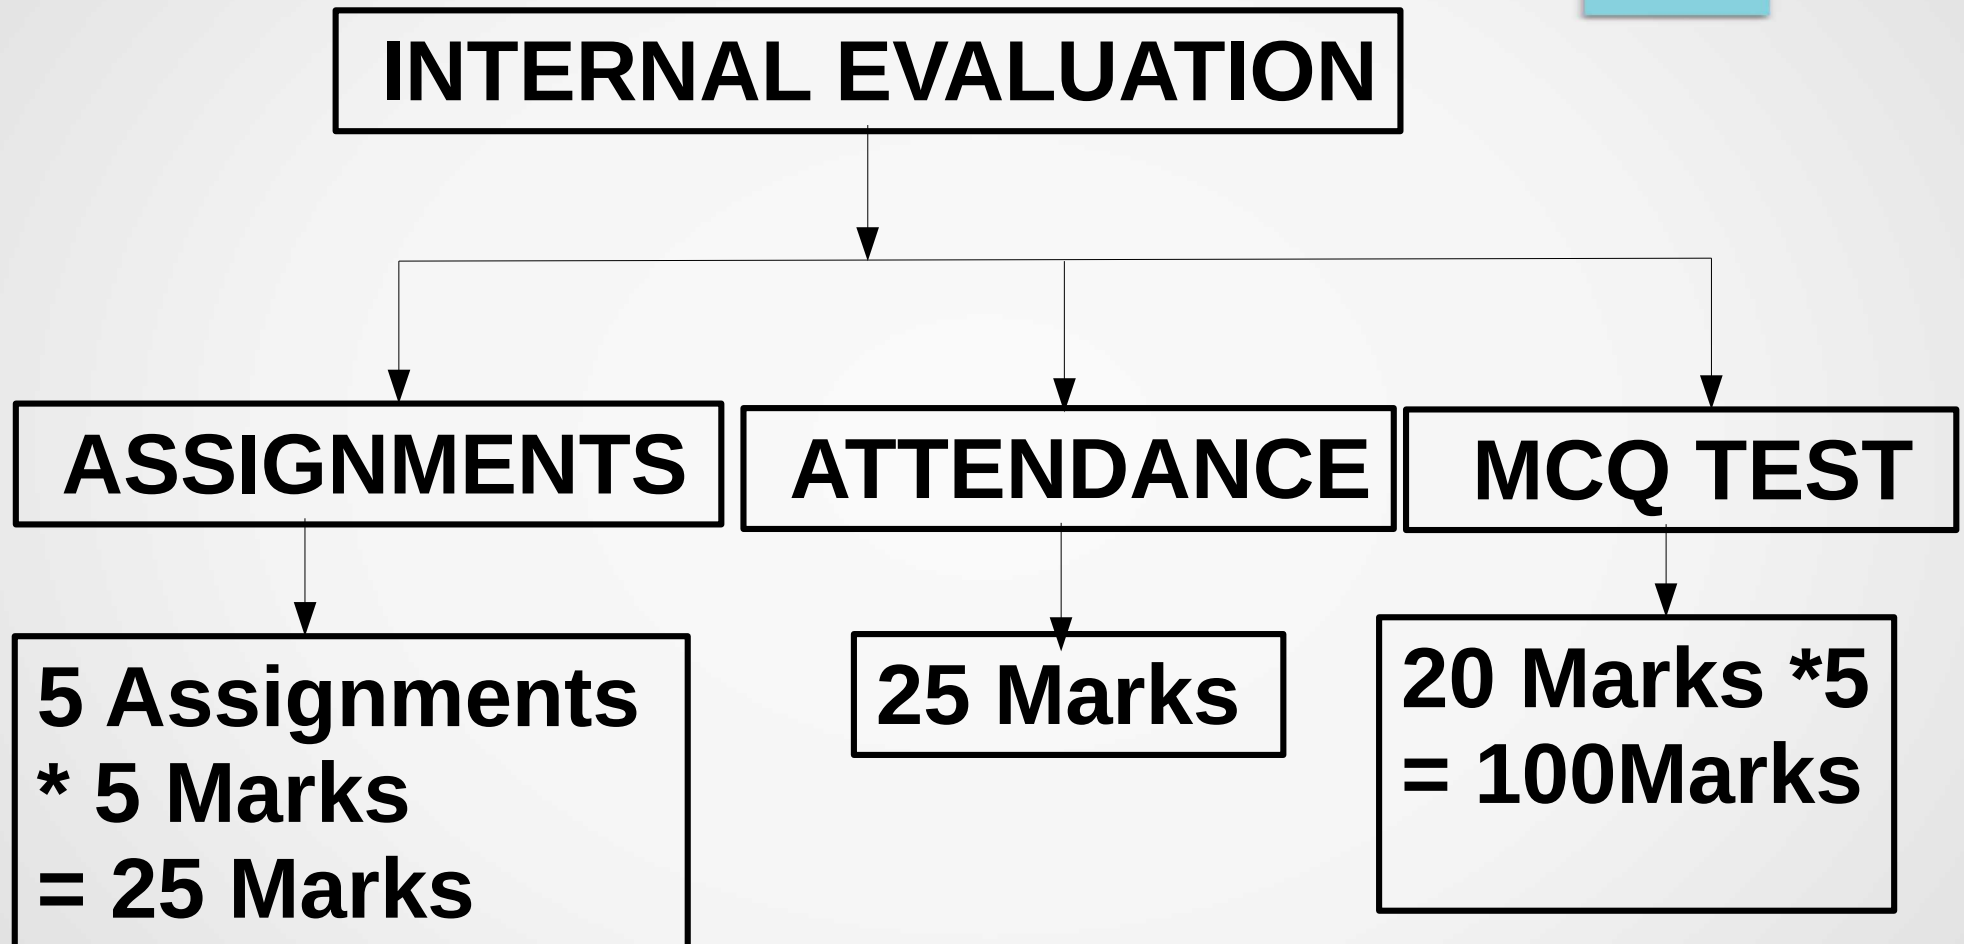 INTERNAL EVALUATION
ASSIGNMENTS
ATTENDANCE
MCQ TEST
5 Assignments
* 5 Marks
= 25 Marks
25 Marks
20 Marks *5
= 100Marks